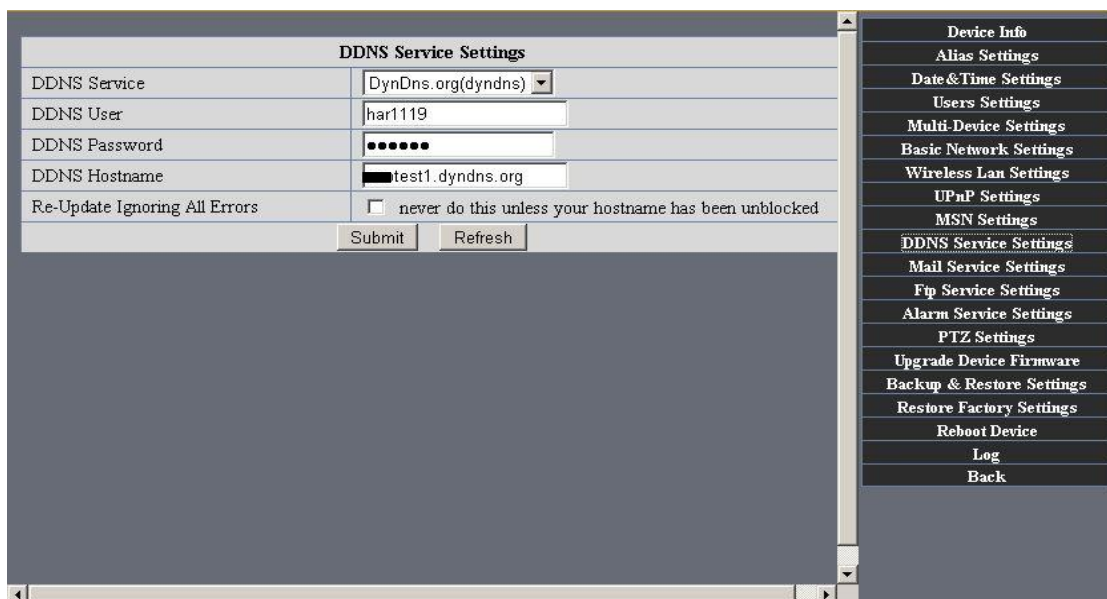 DDNS Service Settings
DDNS Service DynDns.org(dyndns)
DDNS User har1119
DDNS Password ●●●●●●
DDNS Hostname test1.dyndns.org
Re-Update Ignoring All Errors never do this unless your hostname has been unblocked
Submit Refresh
Device Info
Alias Settings
Date&Time Settings
Users Settings
Multi-Device Settings
Basic Network Settings
Wireless Lan Settings
UPnP Settings
MSN Settings
DDNS Service Settings
Mail Service Settings
Ftp Service Settings
Alarm Service Settings
PTZ Settings
Upgrade Device Firmware
Backup & Restore Settings
Restore Factory Settings
Reboot Device
Log
Back